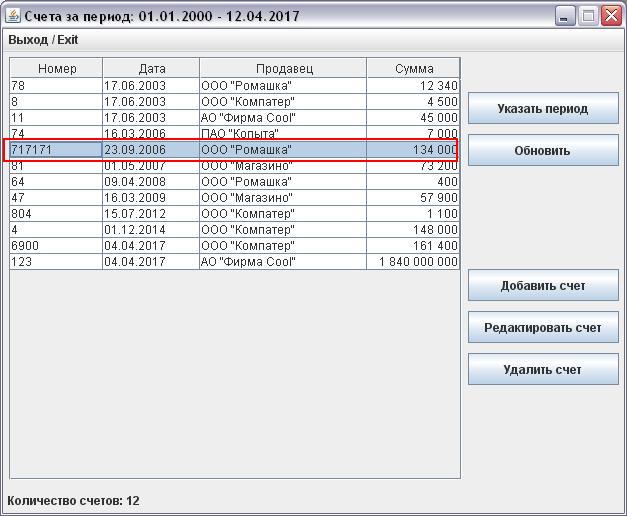 Счета за период: 01.01.2000 - 12.04.2017
Выход / Exit
Номер Дата Продавец Сумма
78 17.06.2003 ООО "Ромашка" 12 340
8 17.06.2003 ООО "Компатер" 4 500
11 17.06.2003 АО "Фирма Cool" 45 000
74 16.03.2006 ПАО "Копыта" 7 000
717171 23.09.2006 ООО "Ромашка" 134 000
81 01.05.2007 ООО "Магазино" 73 200
64 09.04.2008 ООО "Ромашка" 400
47 16.03.2009 ООО "Магазино" 57 900
804 15.07.2012 ООО "Компатер" 1 100
4 01.12.2014 ООО "Компатер" 148 000
6900 04.04.2017 ООО "Компатер" 161 400
123 04.04.2017 АО "Фирма Cool" 1 840 000 000
Указать период
Обновить
Добавить счет
Редактировать счет
Удалить счет
Количество счетов: 12